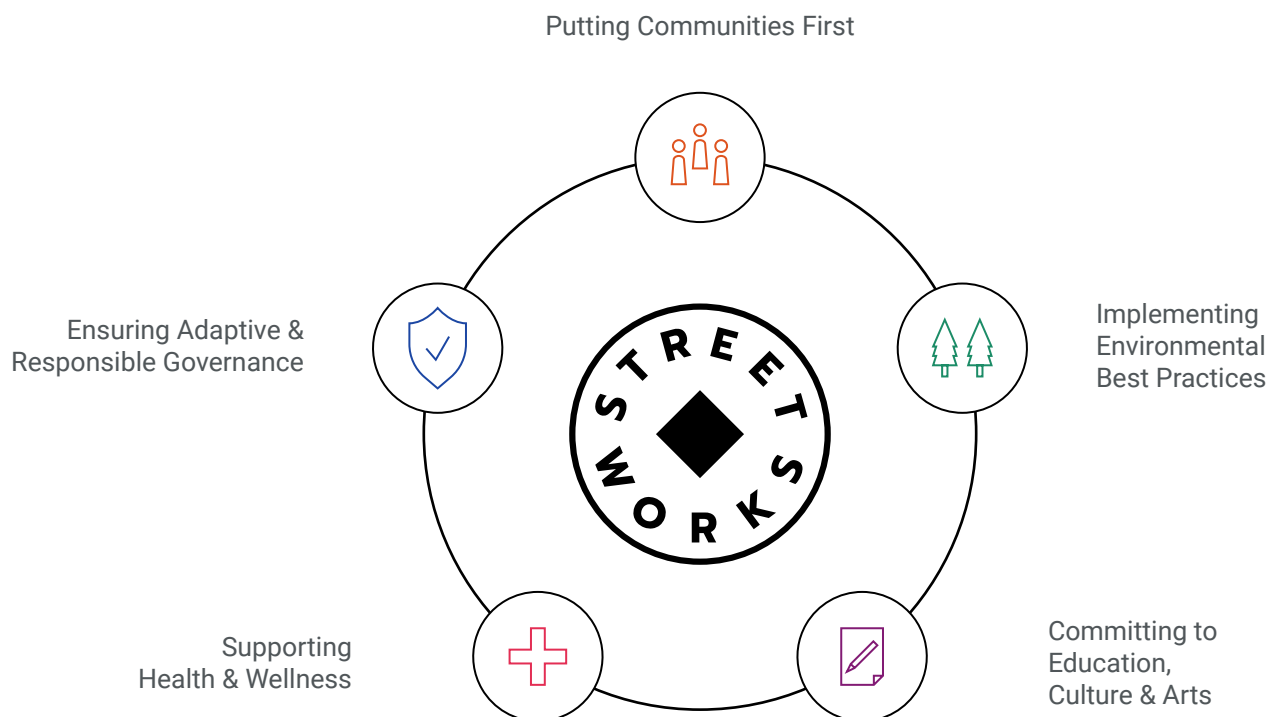 Putting Communities First
Implementing
Environmental
Best Practices
Committing to
Education,
Culture & Arts
Supporting
Health & Wellness
Ensuring Adaptive &
Responsible Governance
STREET
WORKS